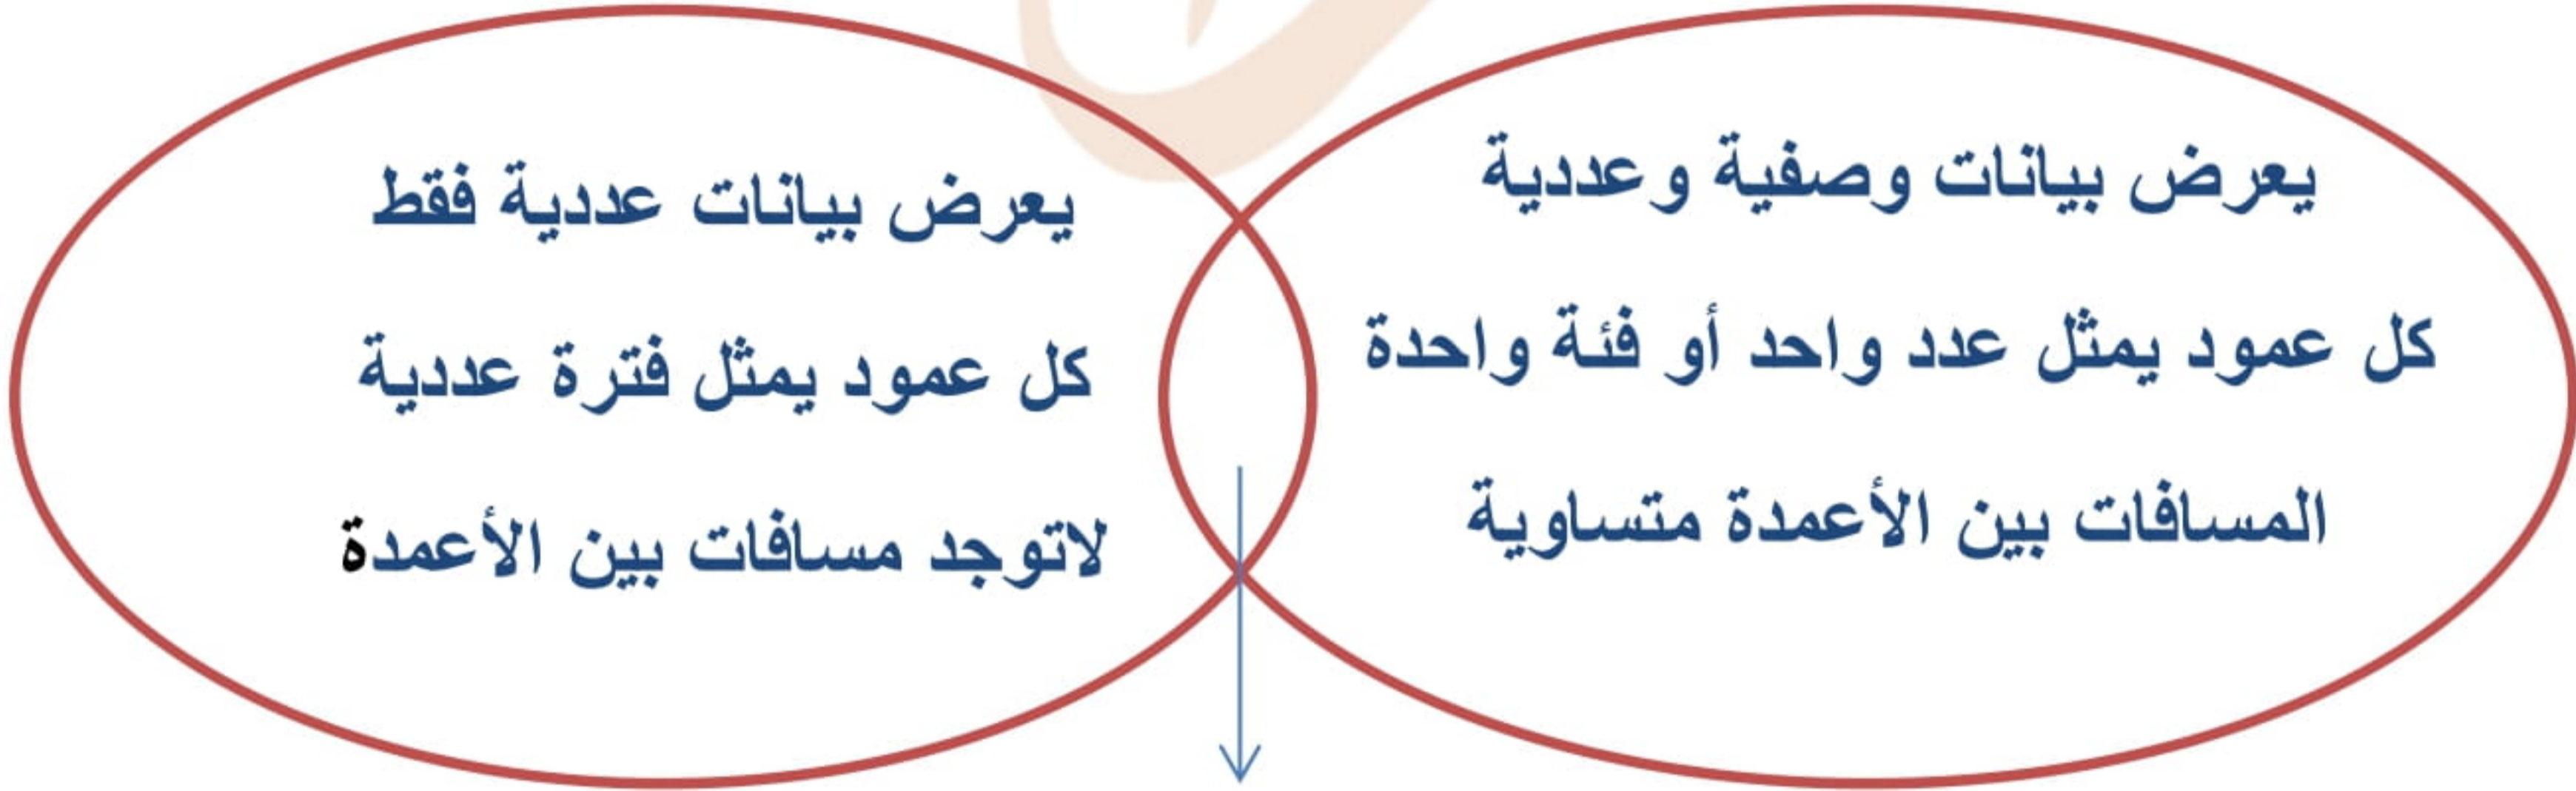 يعرض بيانات وصفية وعددية
كل عمود يمثل عدد واحد أو فئة واحدة
المسافات بين الأعمدة متساوية
يعرض بيانات عددية فقط
كل عمود يمثل فترة عددية
لاتوجد مسافات بين الأعمدة